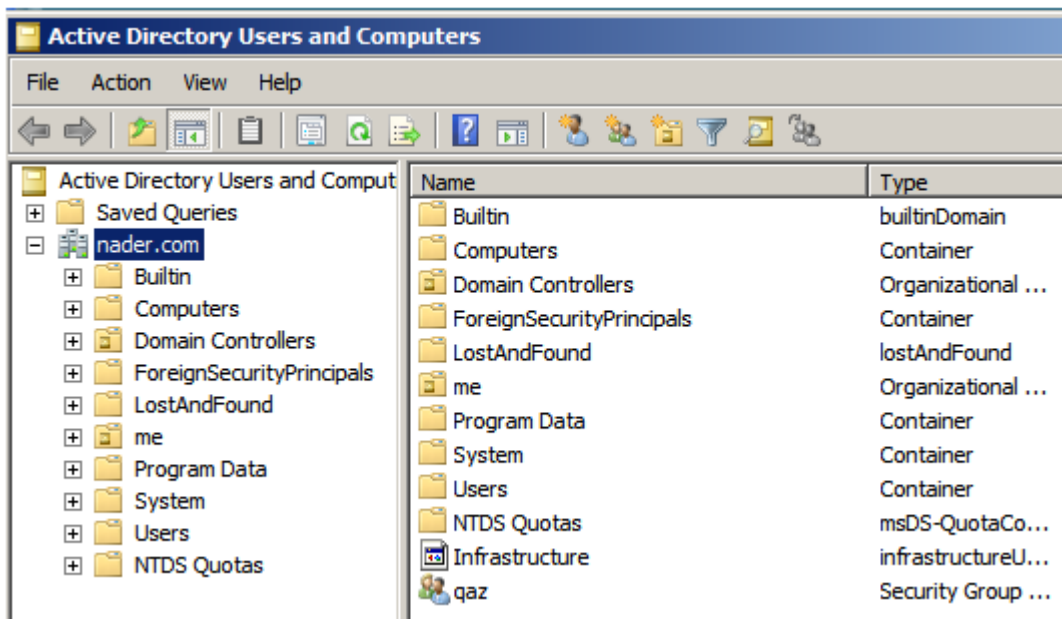 Active Directory Users and Computers
File Action View Help
Active Directory Users and Comput
Saved Queries
nader.com
Builtin
Computers
Domain Controllers
ForeignSecurityPrincipals
LostAndFound
me
Program Data
System
Users
NTDS Quotas
Name Type
Builtin builtinDomain
Computers Container
Domain Controllers Organizational ...
ForeignSecurityPrincipals Container
LostAndFound lostAndFound
me Organizational ...
Program Data Container
System Container
Users Container
NTDS Quotas msDS-QuotaCo...
Infrastructure infrastructureU...
qaz Security Group ...